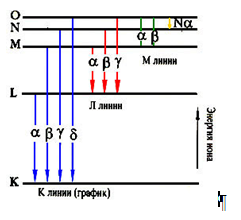 O
N
Nα
M
α β
α β γ
М линии
L
Л линии
α β γ δ
Энергия иона
K
К линии (график)